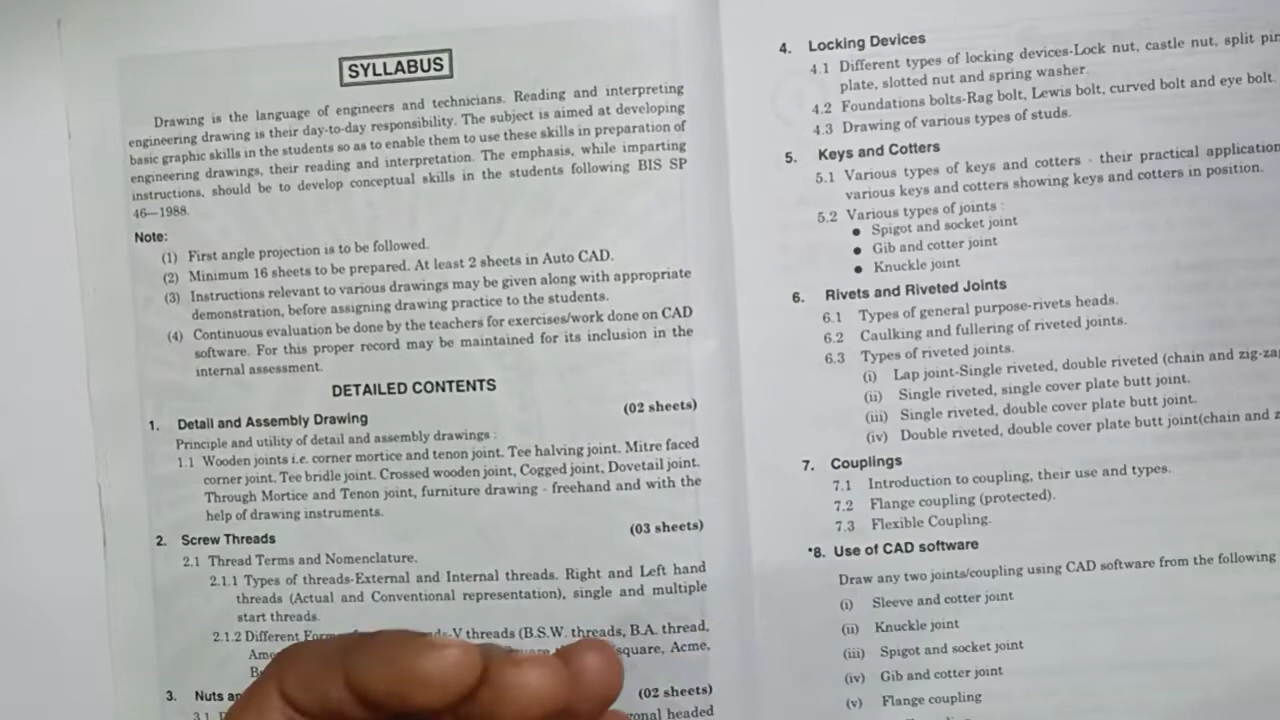 SYLLABUS
Drawing is the language of engineers and technicians. Reading and interpreting
engineering drawing is their day-to-day responsibility. The subject is aimed at developing
basic graphic skills in the students so as to enable them to use these skills in preparation of
engineering drawings, their reading and interpretation. The emphasis, while imparting
instructions, should be to develop conceptual skills in the students following BIS SP
46—1988.
Note:
(1) First angle projection is to be followed.
(2) Minimum 16 sheets to be prepared. At least 2 sheets in Auto CAD.
(3) Instructions relevant to various drawings may be given along with appropriate
demonstration, before assigning drawing practice to the students.
(4) Continuous evaluation be done by the teachers for exercises/work done on CAD
software. For this proper record may be maintained for its inclusion in the
internal assessment.
DETAILED CONTENTS
1. Detail and Assembly Drawing (02 sheets)
Principle and utility of detail and assembly drawings :
1.1 Wooden joints i.e. corner mortice and tenon joint. Tee halving joint. Mitre faced
corner joint. Tee bridle joint. Crossed wooden joint, Cogged joint, Dovetail joint.
Through Mortice and Tenon joint, furniture drawing - freehand and with the
help of drawing instruments.
2. Screw Threads (03 sheets)
2.1 Thread Terms and Nomenclature.
2.1.1 Types of threads-External and Internal threads. Right and Left hand
threads (Actual and Conventional representation), single and multiple
start threads.
2.1.2 Different V threads (B.S.W. threads, B.A. thread,
square, Acme,
3. Nuts (02 sheets)
3.1 headed
4. Locking Devices
4.1 Different types of locking devices-Lock nut, castle nut, split
plate, slotted nut and spring washer.
4.2 Foundations bolts-Rag bolt, Lewis bolt, curved bolt and eye bolt
4.3 Drawing of various types of studs.
5. Keys and Cotters
5.1 Various types of keys and cotters - their practical application
various keys and cotters showing keys and cotters in position.
5.2 Various types of joints :
● Spigot and socket joint
● Gib and cotter joint
● Knuckle joint
6. Rivets and Riveted Joints
6.1 Types of general purpose-rivets heads.
6.2 Caulking and fullering of riveted joints.
6.3 Types of riveted joints.
(i) Lap joint-Single riveted, double riveted (chain and
(ii) Single riveted, single cover plate butt joint.
(iii) Single riveted, double cover plate butt joint.
(iv) Double riveted, double cover plate butt joint(chain and
7. Couplings
7.1 Introduction to coupling, their use and types.
7.2 Flange coupling (protected).
7.3 Flexible Coupling.
*8. Use of CAD software
Draw any two joints/coupling using CAD software from the following
(i) Sleeve and cotter joint
(ii) Knuckle joint
(iii) Spigot and socket joint
(iv) Gib and cotter joint
(v) Flange coupling